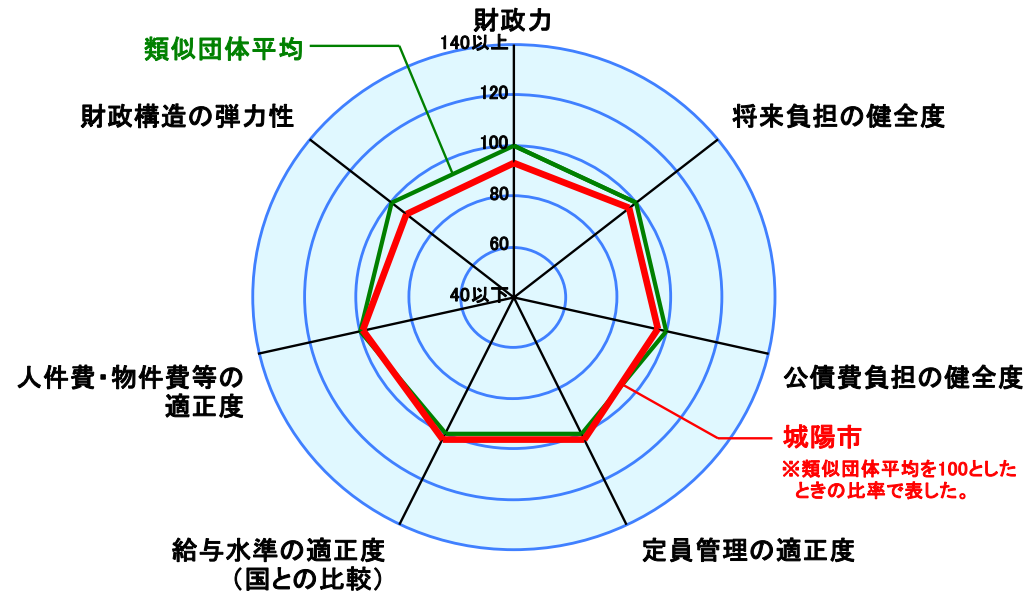 財政力
140以上
類似団体平均
120
財政構造の弾力性
将来負担の健全度
100
80
60
40以下
人件費・物件費等の
適正度
公債費負担の健全度
城陽市
※類似団体平均を100とした
ときの比率で表した。
給与水準の適正度
（国との比較）
定員管理の適正度